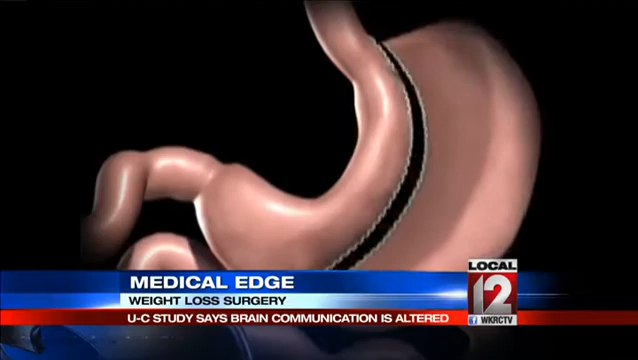 MEDICAL EDGE
WEIGHT LOSS SURGERY
U-C STUDY SAYS BRAIN COMMUNICATION IS ALTERED
LOCAL
12
f WKRCTV